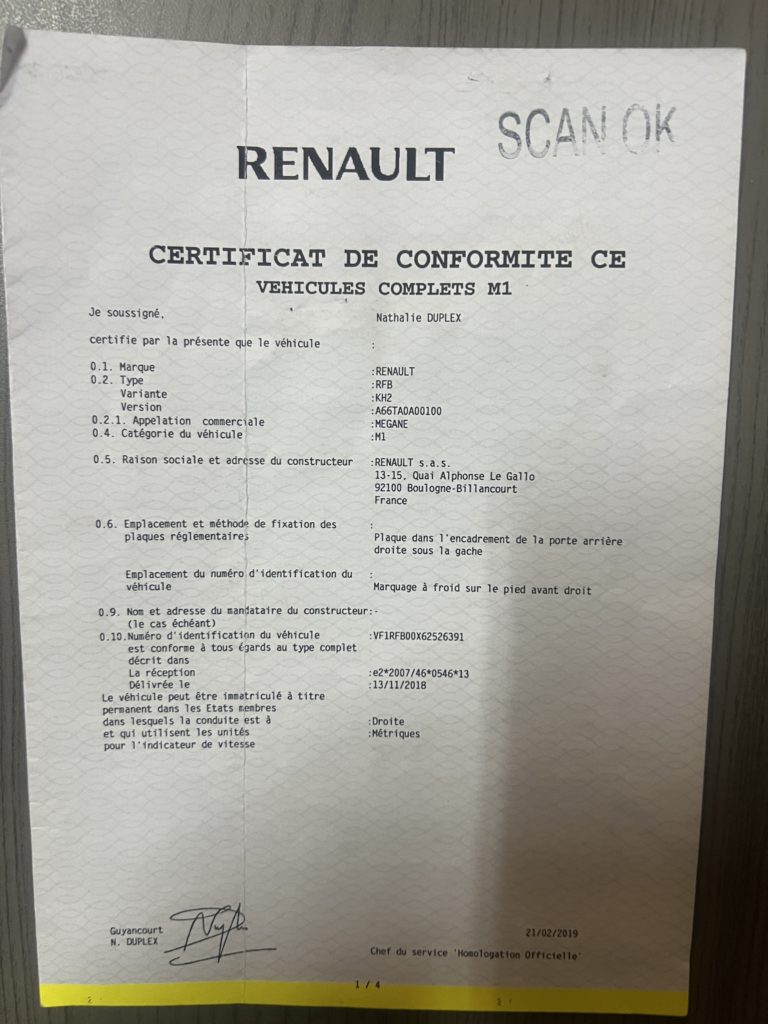 SCAN OK
RENAULT
CERTIFICAT DE CONFORMITE CE
VEHICULES COMPLETS M1
Je soussigné, Nathalie DUPLEX
certifie par la présente que le véhicule :
0.1. Marque :RENAULT
0.2. Type :RFB
Variante :KH2
Version :A66TA0A00100
0.2.1. Appelation commerciale :MEGANE
0.4. Catégorie du véhicule :M1
0.5. Raison sociale et adresse du constructeur :RENAULT s.a.s.
13-15, Quai Alphonse Le Gallo
92100 Boulogne-Billancourt
France
0.6. Emplacement et méthode de fixation des :
plaques réglementaires Plaque dans l'encadrement de la porte arrière
droite sous la gache
Emplacement du numéro d'identification du :
véhicule Marquage à froid sur le pied avant droit
0.9. Nom et adresse du mandataire du constructeur:-
(le cas échéant)
0.10.Numéro d'identification du véhicule :VF1RFB00X62526391
est conforme à tous égards au type complet
décrit dans
La réception :e2*2007/46*0546*13
Délivrée le :13/11/2018
Le véhicule peut être immatriculé à titre
permanent dans les Etats membres
dans lesquels la conduite est à :Droite
et qui utilisent les unités :Métriques
pour l'indicateur de vitesse
Guyancourt 21/02/2019
N. DUPLEX
Chef du service 'Homologation Officielle'
1 / 4
2 2